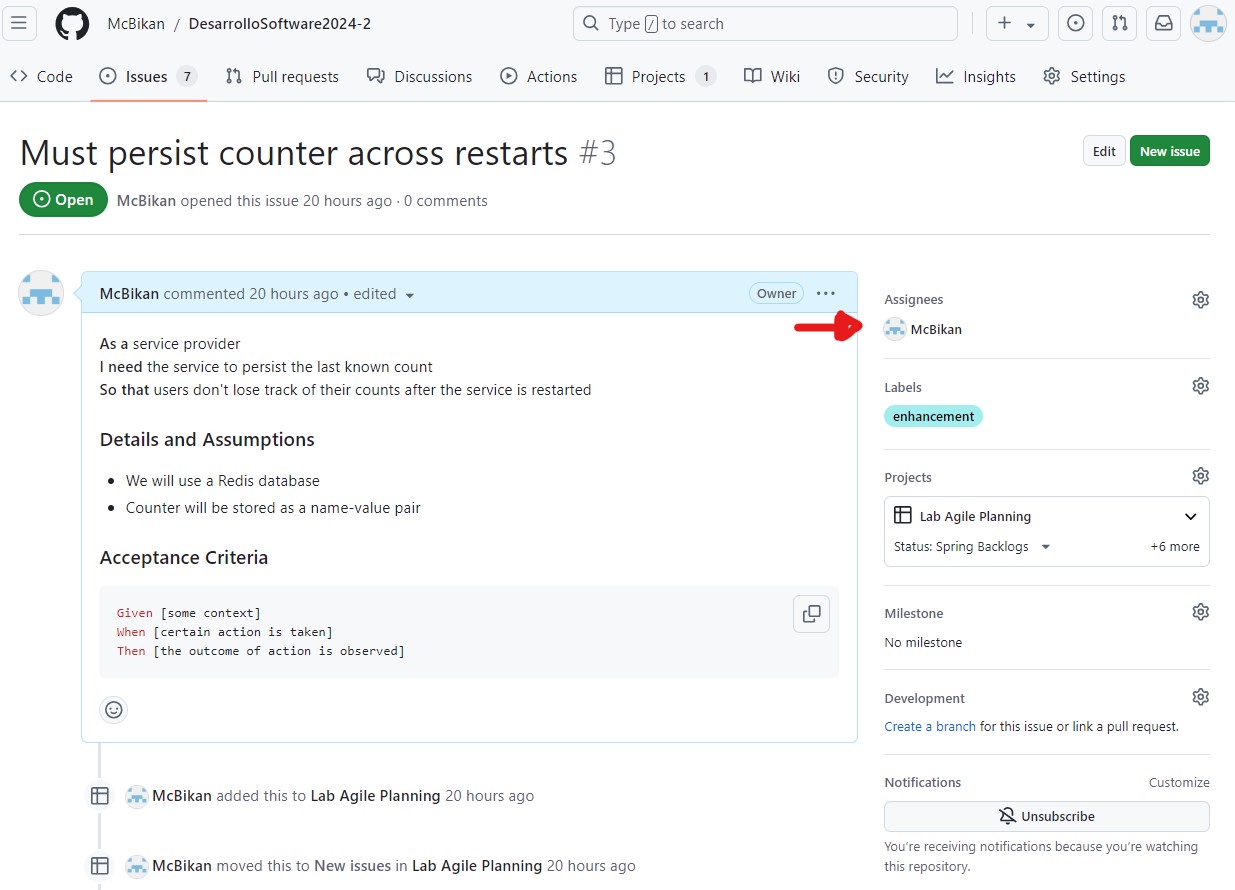 McBikan / DesarrolloSoftware2024-2
Type / to search
Code
Issues 7
Pull requests
Discussions
Actions
Projects 1
Wiki
Security
Insights
Settings
Must persist counter across restarts #3
Edit
New issue
Open
McBikan opened this issue 20 hours ago · 0 comments
McBikan commented 20 hours ago • edited
Owner
As a service provider
I need the service to persist the last known count
So that users don't lose track of their counts after the service is restarted
Details and Assumptions
• We will use a Redis database
• Counter will be stored as a name-value pair
Acceptance Criteria
Given [some context]
When [certain action is taken]
Then [the outcome of action is observed]
McBikan added this to Lab Agile Planning 20 hours ago
McBikan moved this to New issues in Lab Agile Planning 20 hours ago
Assignees
McBikan
Labels
enhancement
Projects
Lab Agile Planning
Status: Spring Backlogs
+6 more
Milestone
No milestone
Development
Create a branch for this issue or link a pull request.
Notifications
Customize
Unsubscribe
You're receiving notifications because you're watching
this repository.